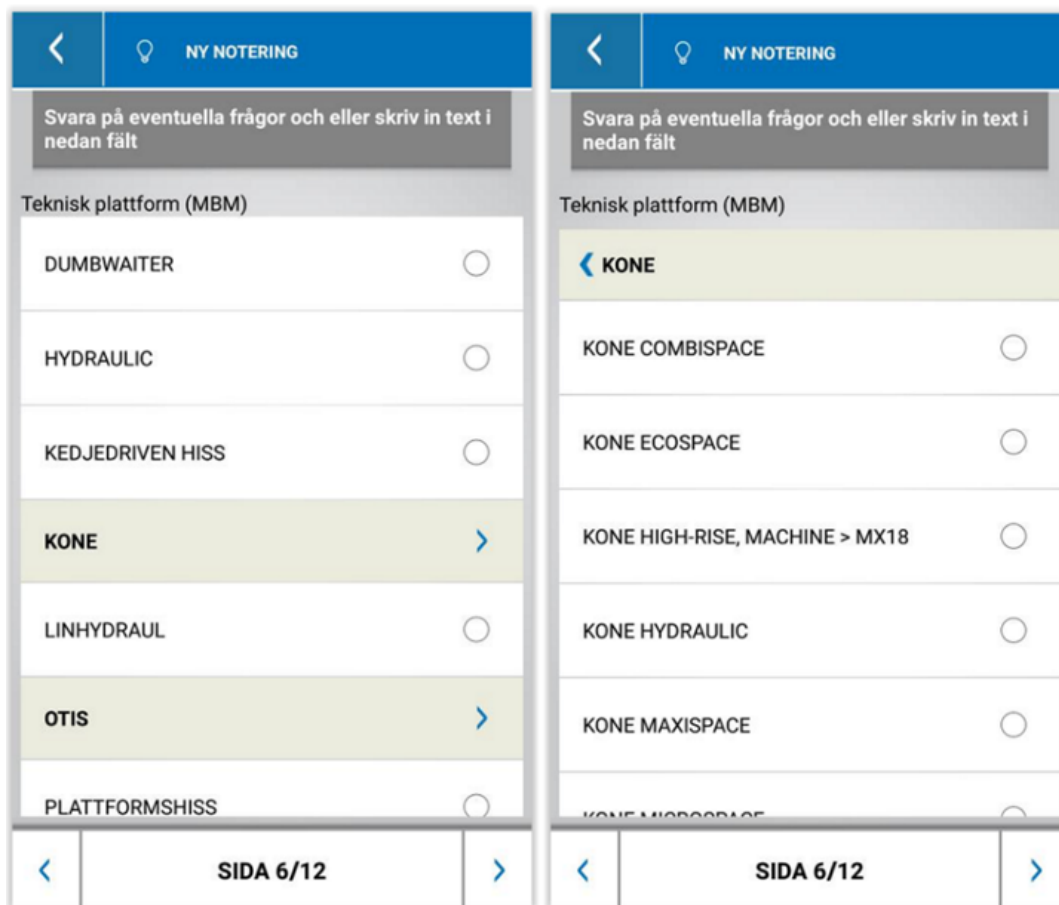 NY NOTERING
Svara på eventuella frågor och eller skriv in text i
nedan fält
Teknisk plattform (MBM)
DUMBWAITER
HYDRAULIC
KEDJEDRIVEN HISS
KONE
LINHYDRAUL
OTIS
PLATTFORMSHISS
SIDA 6/12
NY NOTERING
Svara på eventuella frågor och eller skriv in text i
nedan fält
Teknisk plattform (MBM)
KONE
KONE COMBISPACE
KONE ECOSPACE
KONE HIGH-RISE, MACHINE > MX18
KONE HYDRAULIC
KONE MAXISPACE
KONE MICROSPACE
SIDA 6/12